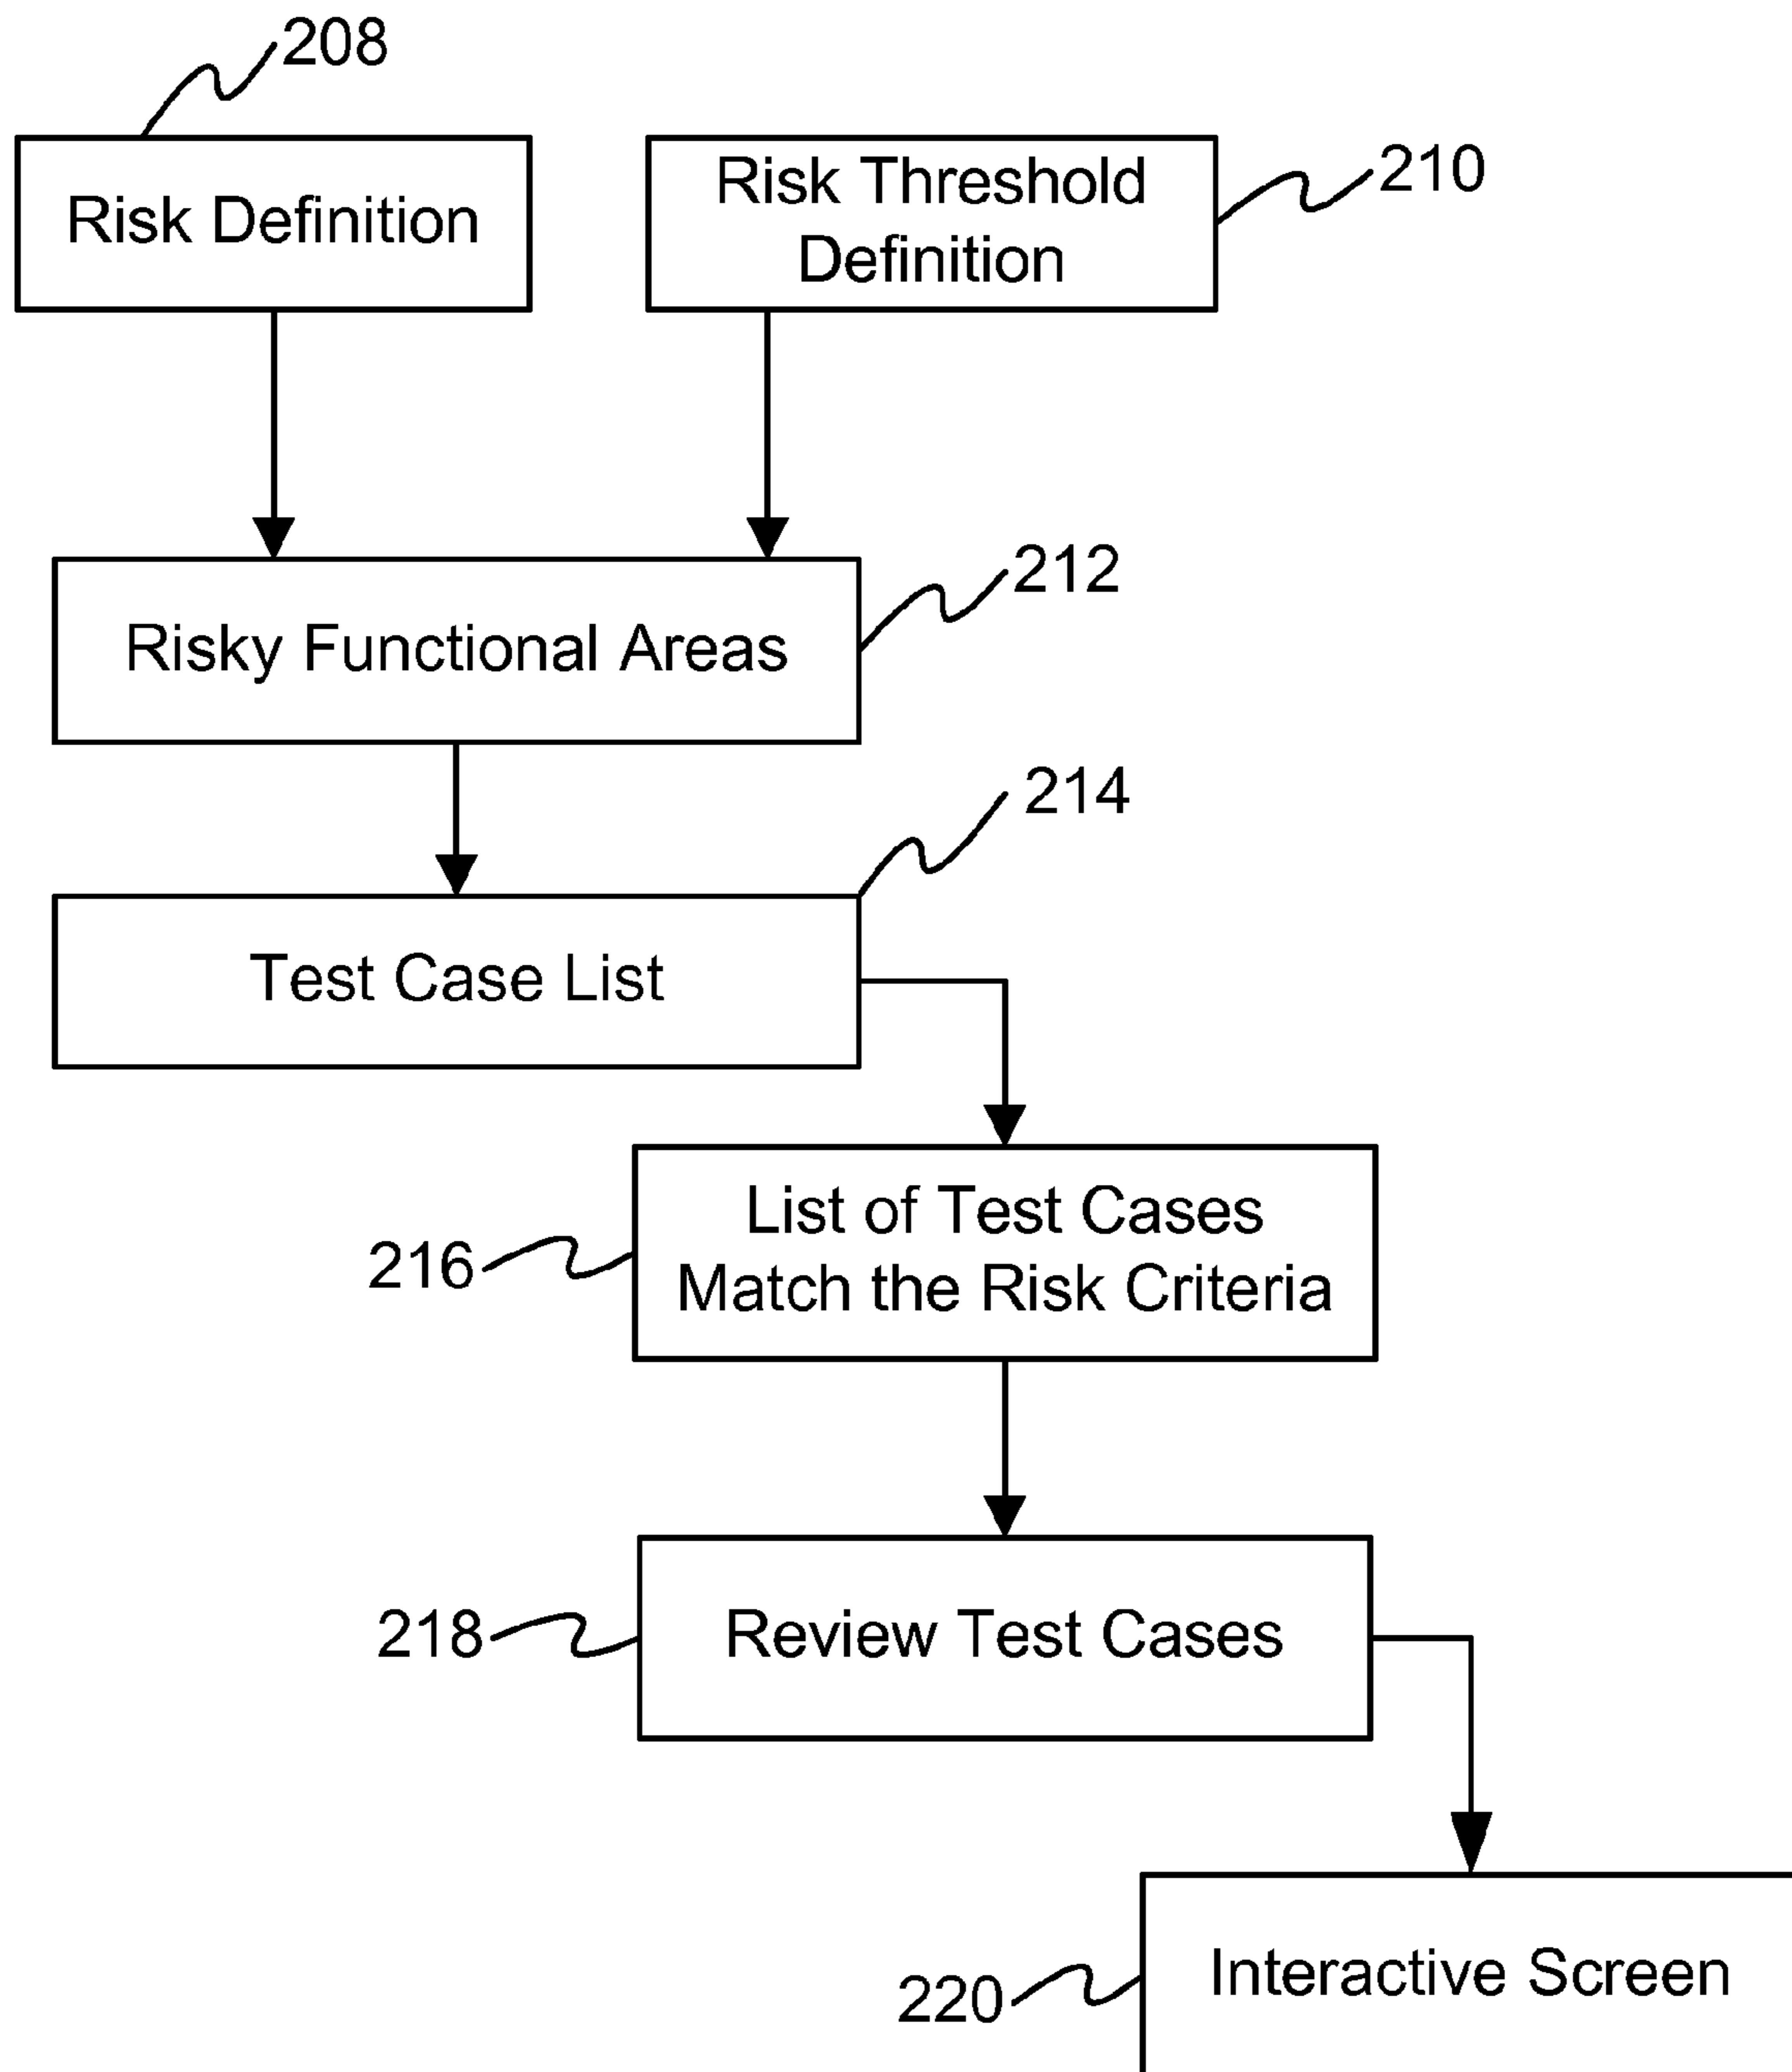 208
Risk Definition
Risk Threshold
Definition
210
Risky Functional Areas
212
214
Test Case List
List of Test Cases
Match the Risk Criteria
216
218
Review Test Cases
220
Interactive Screen